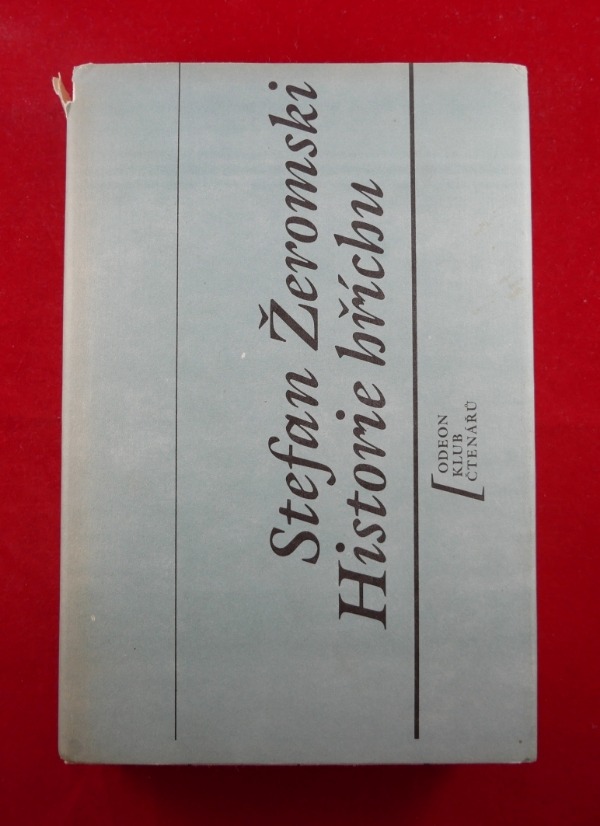 Stefan Žeromski
Historie hříchu
ODEON
KLUB
ČTENÁŘŮ